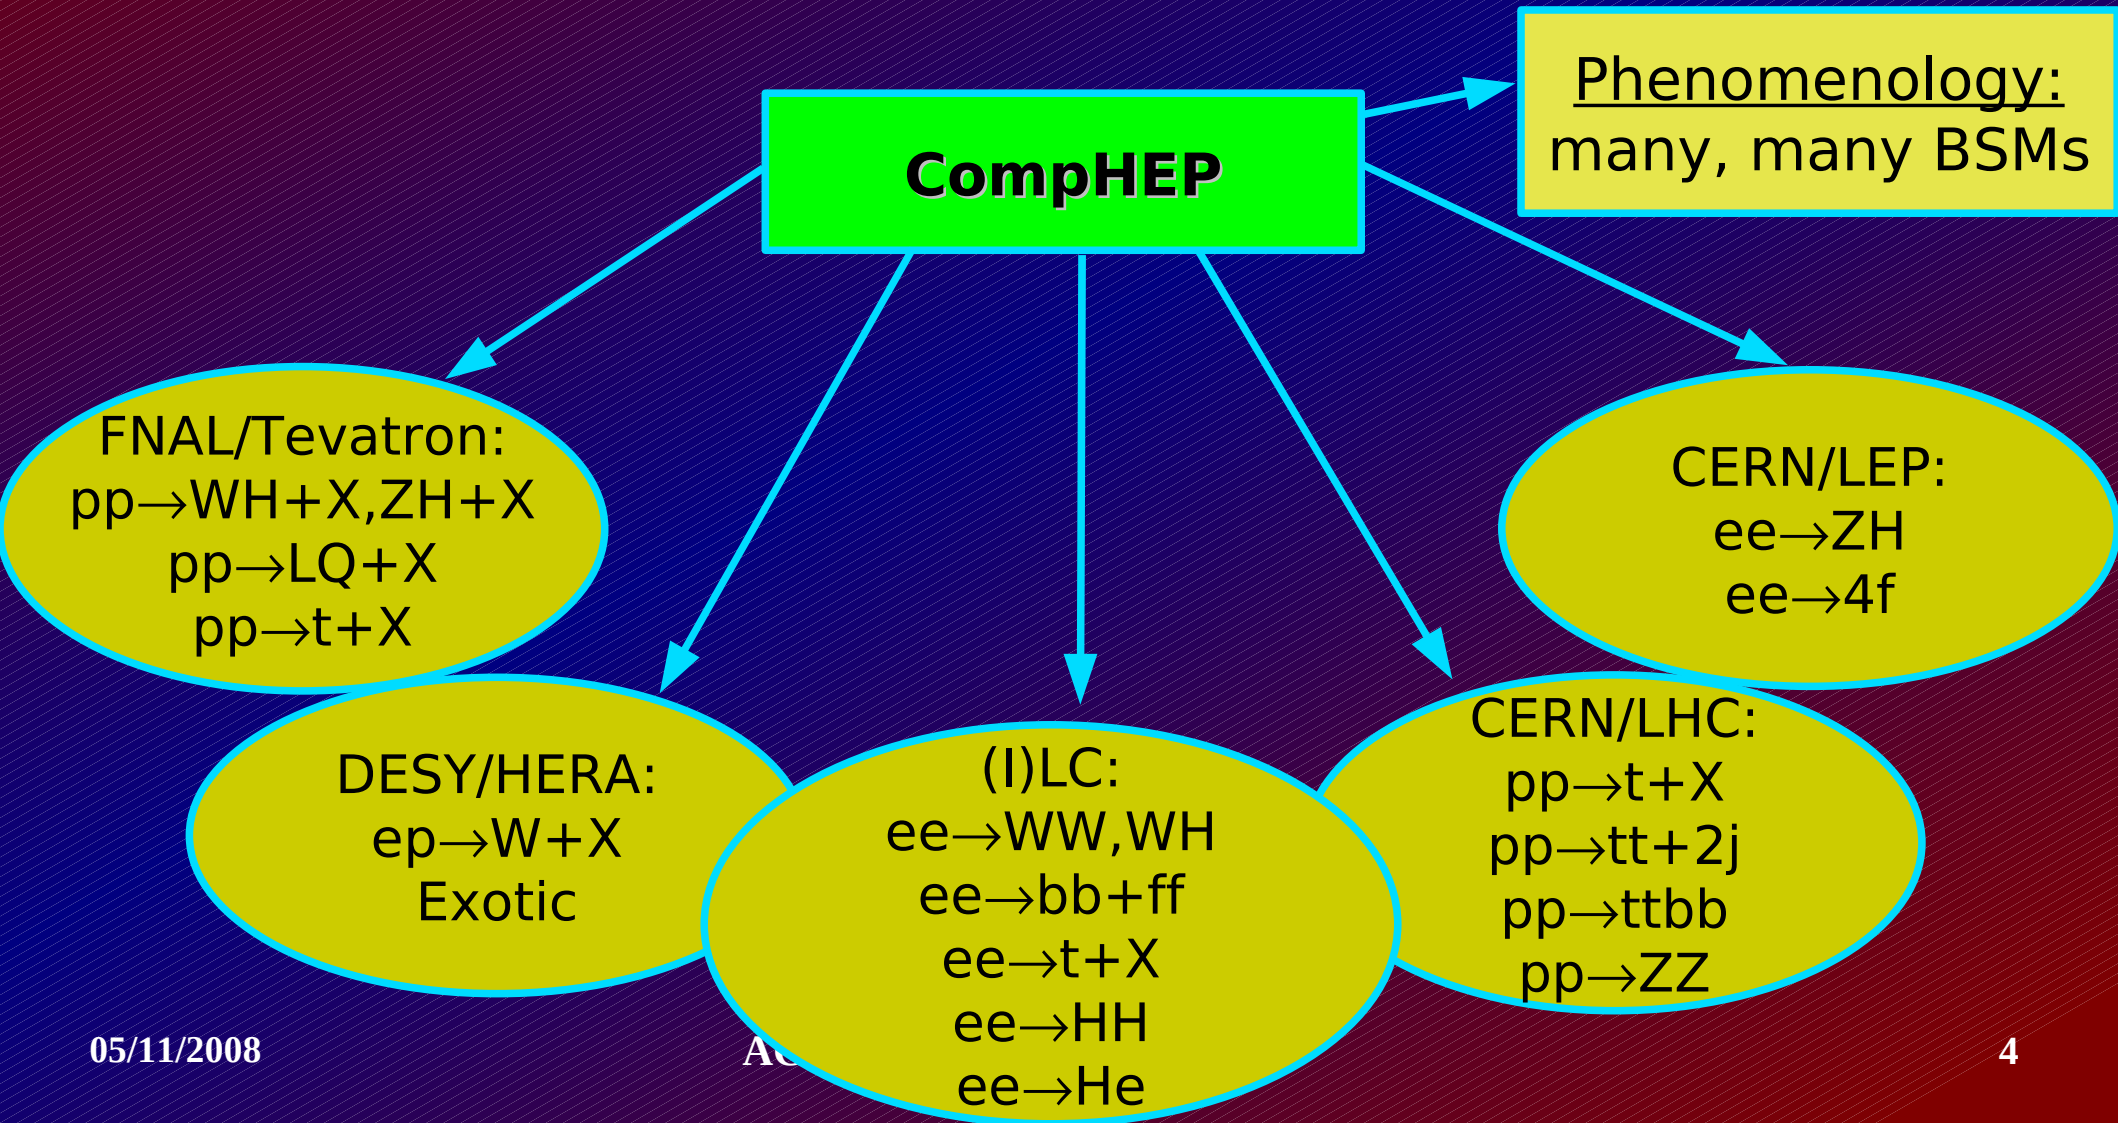 Phenomenology:
many, many BSMs
CompHEP
FNAL/Tevatron:
pp→WH+X,ZH+X
pp→LQ+X
pp→t+X
CERN/LEP:
ee→ZH
ee→4f
DESY/HERA:
ep→W+X
Exotic
(I)LC:
ee→WW,WH
ee→bb+ff
ee→t+X
ee→HH
ee→He
CERN/LHC:
pp→t+X
pp→tt+2j
pp→ttbb
pp→ZZ
05/11/2008
4